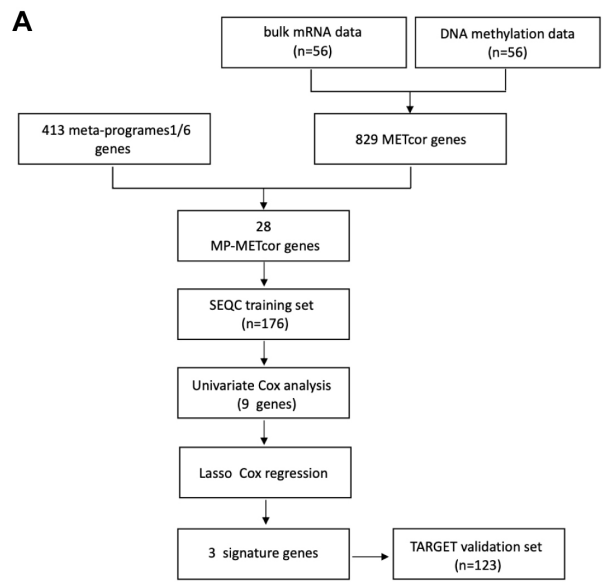 A
bulk mRNA data
(n=56)
DNA methylation data
(n=56)
413 meta-programes1/6
genes
829 METcor genes
28
MP-METcor genes
SEQC training set
(n=176)
Univariate Cox analysis
(9 genes)
Lasso Cox regression
3 signature genes
TARGET validation set
(n=123)